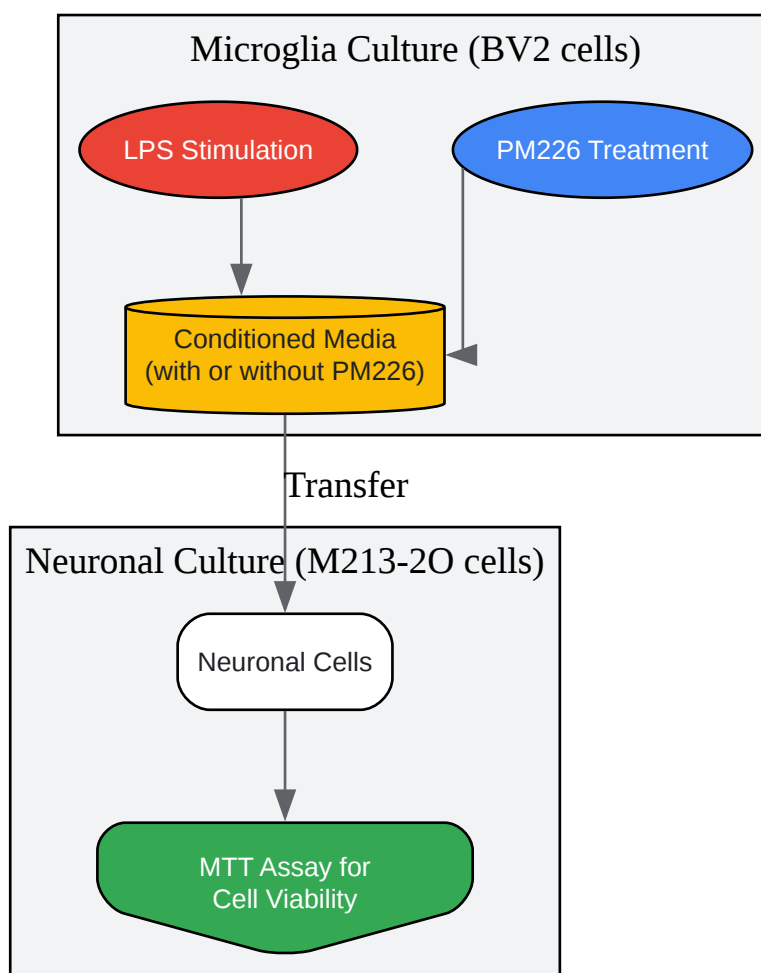 Microglia Culture (BV2 cells)
LPS Stimulation
PM226 Treatment
Conditioned Media
(with or without PM226)
Transfer
Neuronal Culture (M213-2O cells)
Neuronal Cells
MTT Assay for
Cell Viability